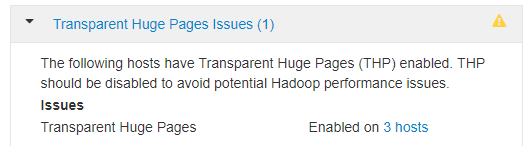 Transparent Huge Pages Issues (1)
The following hosts have Transparent Huge Pages (THP) enabled. THP
should be disabled to avoid potential Hadoop performance issues.
Issues
Transparent Huge Pages Enabled on 3 hosts